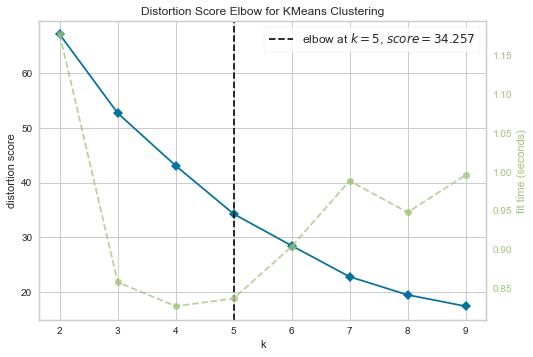 Distortion Score Elbow for KMeans Clustering
elbow at k = 5, score = 34.257
distortion score
60
50
40
30
20
1.15
1.10
1.05
1.00
0.95
0.90
0.85
fit time (seconds)
2 3 4 5 6 7 8 9
k